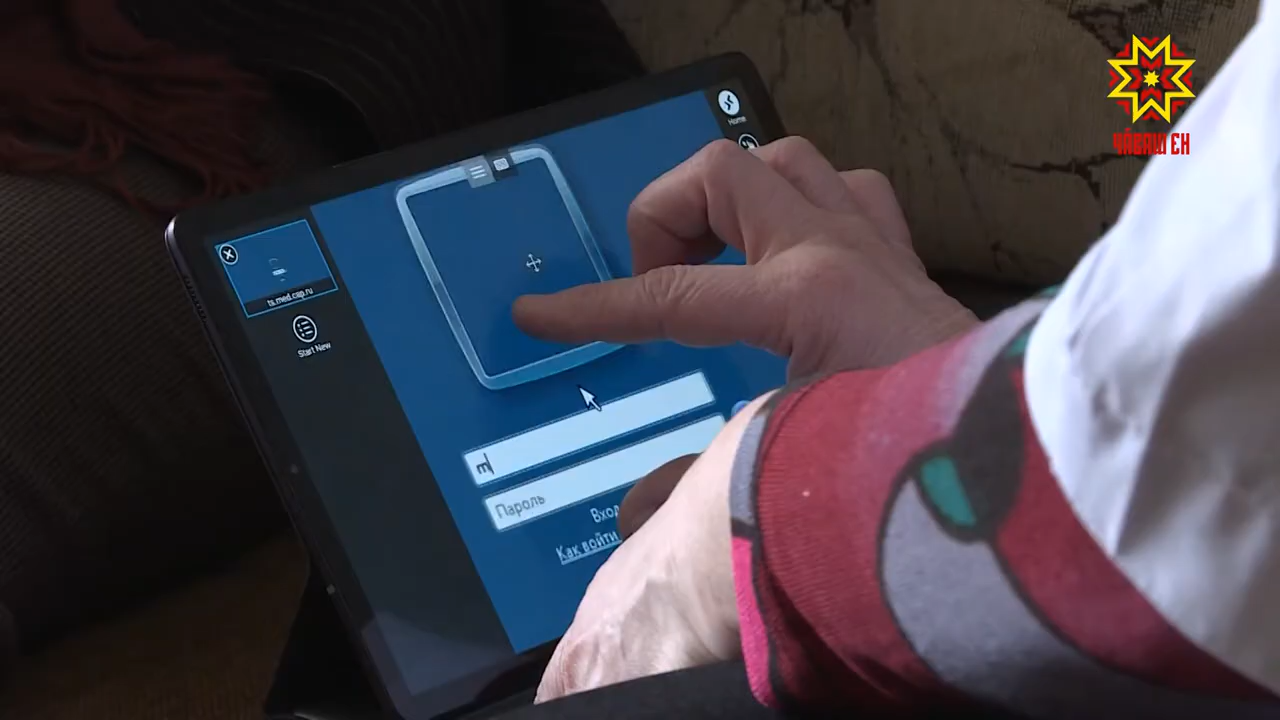 ЧӐВАШ ЕН
Home
ts.med.cap.ru
Start New
m
Пароль
Вход
Как войти